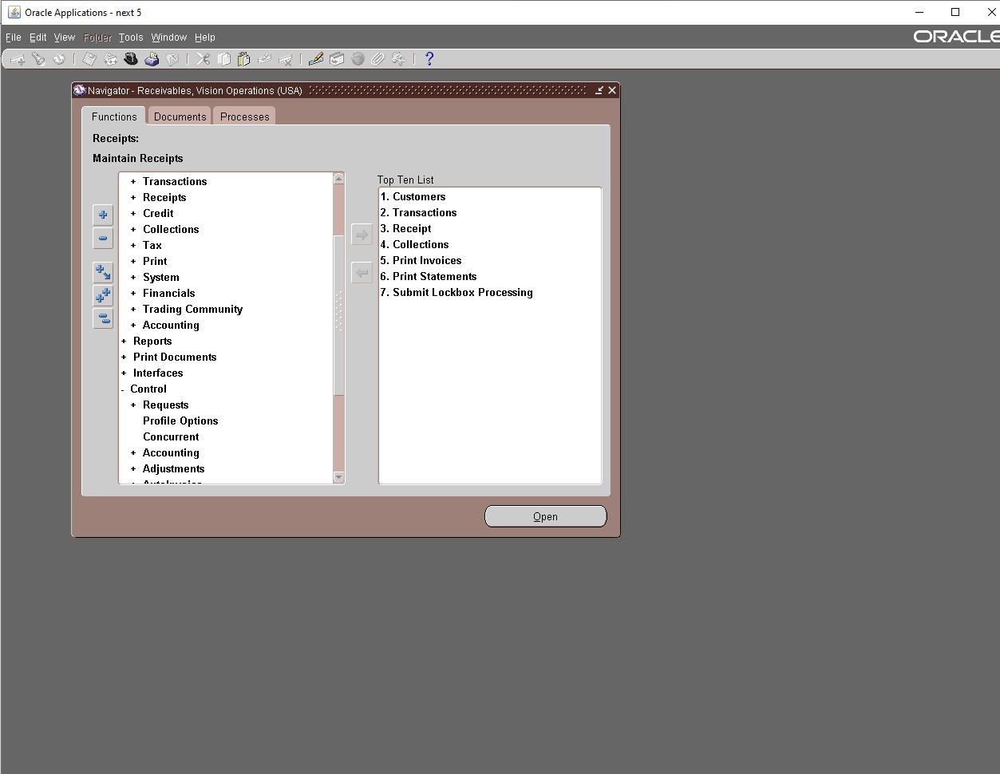 Oracle Applications - next 5
File Edit View Folder Tools Window Help
ORACLE
?
Navigator - Receivables, Vision Operations (USA)
Functions Documents Processes
Receipts:
Maintain Receipts
+ Transactions
+ Receipts
+ Credit
+ Collections
+ Tax
+ Print
+ System
+ Financials
+ Trading Community
+ Accounting
+ Reports
+ Print Documents
+ Interfaces
- Control
+ Requests
Profile Options
Concurrent
+ Accounting
+ Adjustments
+ AutoInvoice
Top Ten List
1. Customers
2. Transactions
3. Receipt
4. Collections
5. Print Invoices
6. Print Statements
7. Submit Lockbox Processing
Open